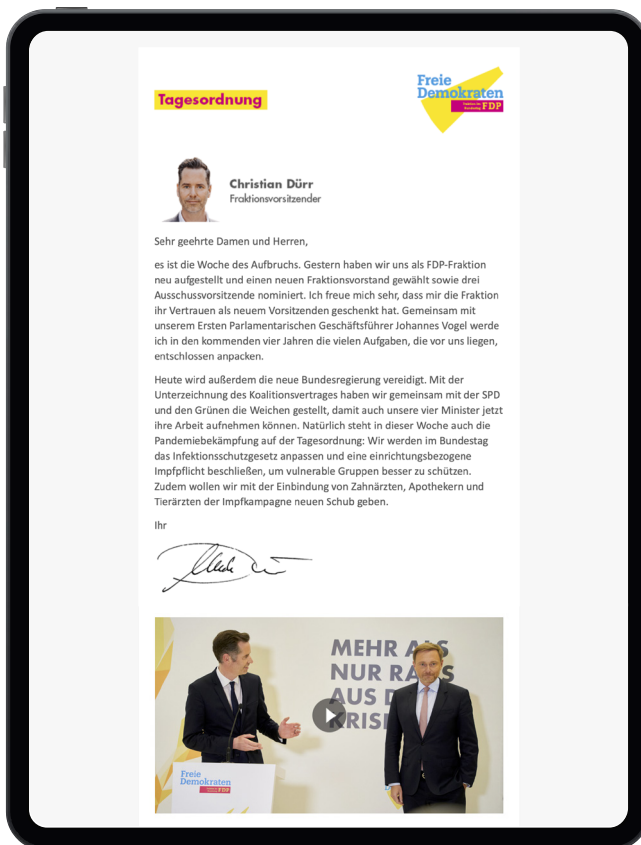 Tagesordnung
Freie
Demokraten
Fraktion im
Bundestag FDP
Christian Dürr
Fraktionsvorsitzender
Sehr geehrte Damen und Herren,
es ist die Woche des Aufbruchs. Gestern haben wir uns als FDP-Fraktion
neu aufgestellt und einen neuen Fraktionsvorstand gewählt sowie drei
Ausschussvorsitzende nominiert. Ich freue mich sehr, dass mir die Fraktion
ihr Vertrauen als neuem Vorsitzenden geschenkt hat. Gemeinsam mit
unserem Ersten Parlamentarischen Geschäftsführer Johannes Vogel werde
ich in den kommenden vier Jahren die vielen Aufgaben, die vor uns liegen,
entschlossen anpacken.
Heute wird außerdem die neue Bundesregierung vereidigt. Mit der
Unterzeichnung des Koalitionsvertrages haben wir gemeinsam mit der SPD
und den Grünen die Weichen gestellt, damit auch unsere vier Minister jetzt
ihre Arbeit aufnehmen können. Natürlich steht in dieser Woche auch die
Pandemiebekämpfung auf der Tagesordnung: Wir werden im Bundestag
das Infektionsschutzgesetz anpassen und eine einrichtungsbezogene
Impfpflicht beschließen, um vulnerable Gruppen besser zu schützen.
Zudem wollen wir mit der Einbindung von Zahnärzten, Apothekern und
Tierärzten der Impfkampagne neuen Schub geben.
Ihr
MEHR ALS
NUR RAUS
AUS D
KRISE
Freie
Demokraten
FDP